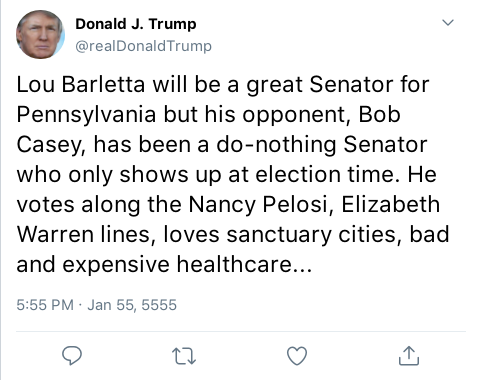 Donald J. Trump
@realDonaldTrump
Lou Barletta will be a great Senator for
Pennsylvania but his opponent, Bob
Casey, has been a do-nothing Senator
who only shows up at election time. He
votes along the Nancy Pelosi, Elizabeth
Warren lines, loves sanctuary cities, bad
and expensive healthcare...
5:55 PM · Jan 55, 5555